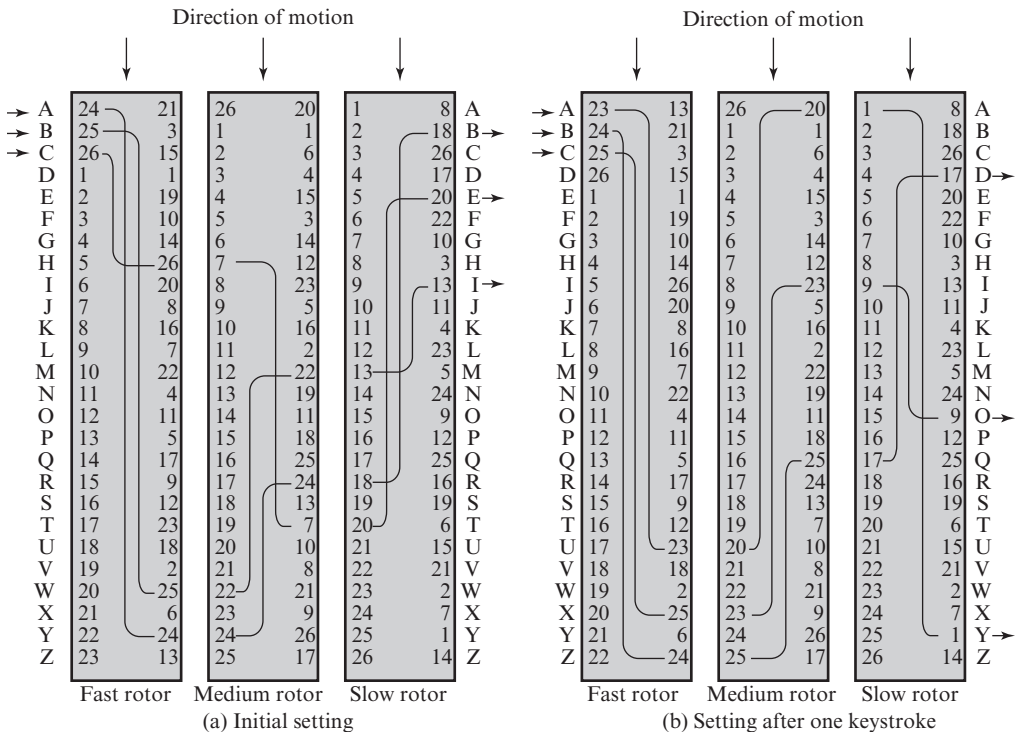 Direction of motion Direction of motion
A 24 21 26 20 1 8 A A 23 13 26 20 1 8 A
B 25 3 1 1 2 18 B B 24 21 1 1 2 18 B
C 26 15 2 6 3 26 C C 25 3 2 6 3 26 C
D 1 1 3 4 4 17 D D 26 15 3 4 4 17 D
E 2 19 4 15 5 20 E E 1 1 4 15 5 20 E
F 3 10 5 3 6 22 F F 2 19 5 3 6 22 F
G 4 14 6 14 7 10 G G 3 10 6 14 7 10 G
H 5 26 7 12 8 3 H H 4 14 7 12 8 3 H
I 6 20 8 23 9 13 I I 5 26 8 23 9 13 I
J 7 8 9 5 10 11 J J 6 20 9 5 10 11 J
K 8 16 10 16 11 4 K K 7 8 10 16 11 4 K
L 9 7 11 2 12 23 L L 8 16 11 2 12 23 L
M 10 22 12 22 13 5 M M 9 7 12 22 13 5 M
N 11 4 13 19 14 24 N N 10 22 13 19 14 24 N
O 12 11 14 11 15 9 O O 11 4 14 11 15 9 O
P 13 5 15 18 16 12 P P 12 11 15 18 16 12 P
Q 14 17 16 25 17 25 Q Q 13 5 16 25 17 25 Q
R 15 9 17 24 18 16 R R 14 17 17 24 18 16 R
S 16 12 18 13 19 19 S S 15 9 18 13 19 19 S
T 17 23 19 7 20 6 T T 16 12 19 7 20 6 T
U 18 18 20 10 21 15 U U 17 23 20 10 21 15 U
V 19 2 21 8 22 21 V V 18 18 21 8 22 21 V
W 20 25 22 21 23 2 W W 19 2 22 21 23 2 W
X 21 6 23 9 24 7 X X 20 25 23 9 24 7 X
Y 22 24 24 26 25 1 Y Y 21 6 24 26 25 1 Y
Z 23 13 25 17 26 14 Z Z 22 24 25 17 26 14 Z
Fast rotor Medium rotor Slow rotor Fast rotor Medium rotor Slow rotor
(a) Initial setting (b) Setting after one keystroke